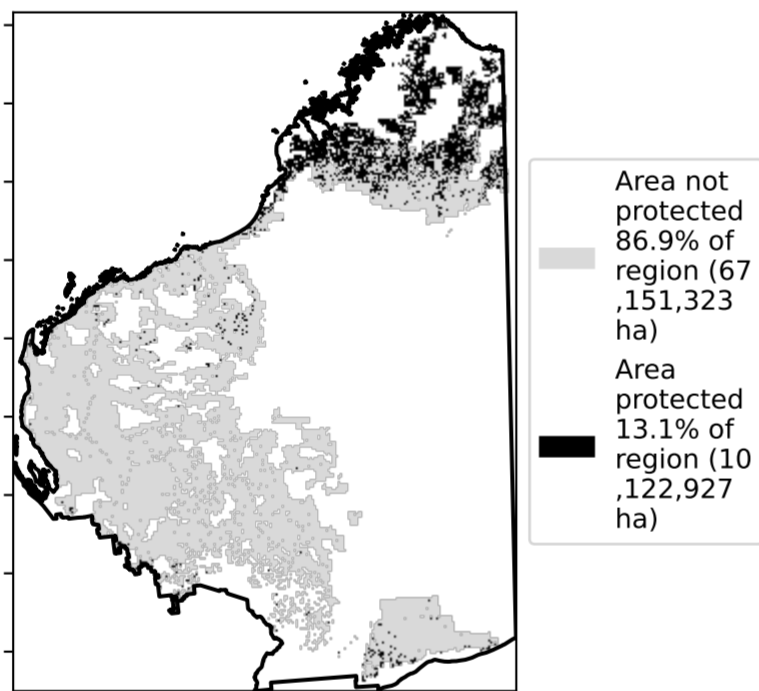 Area not
protected
86.9% of
region (67
,151,323
ha)
Area
protected
13.1% of
region (10
,122,927
ha)